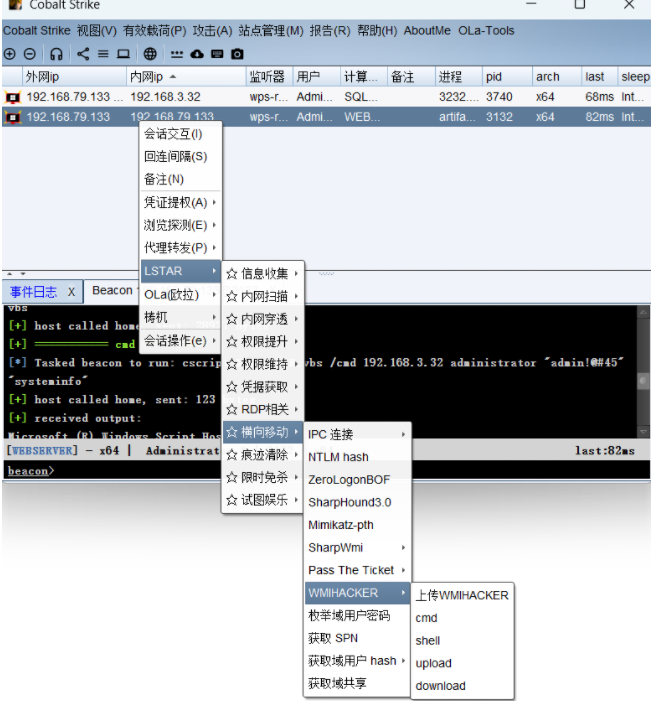 Cobalt Strike
Cobalt Strike 视图(V) 有效载荷(P) 攻击(A) 站点管理(M) 报告(R) 帮助(H) AboutMe OLa-Tools
外网ip 内网ip 监听器 用户 计算... 备注 进程 pid arch last sleep
192.168.79.133 ... 192.168.3.32 wps-r... Admi... SQL... 3232.... 3740 x64 68ms Int...
192.168.79.133 192.168.79.133 wps-r... Admi... WEB... artifa... 3132 x64 82ms Int...
会话交互(I)
回连间隔(S)
备注(N)
凭证提权(A)
浏览探测(E)
代理转发(P)
LSTAR
OLa(欧拉)
梼杌
会话操作(e)
☆ 信息收集
☆ 内网扫描
☆ 内网穿透
☆ 权限提升
☆ 权限维持
☆ 凭据获取
☆ RDP相关
☆ 横向移动
☆ 痕迹清除
☆ 限时免杀
☆ 试图娱乐
IPC 连接
NTLM hash
ZeroLogonBOF
SharpHound3.0
Mimikatz-pth
SharpWmi
Pass The Ticket
WMIHACKER
枚举域用户密码
获取 SPN
获取域用户 hash
获取域共享
上传WMIHACKER
cmd
shell
upload
download
事件日志 X Beacon
vbs
[+] host called home
[+] ========== cmd
[*] Tasked beacon to run: cscrip vbs /cmd 192.168.3.32 administrator "admin!@#45"
"systeminfo"
[+] host called home, sent: 123
[+] received output:
Microsoft (R) Windows Script Hos
[WEBSERVER] - x64 | Administrat last:82ms
beacon>